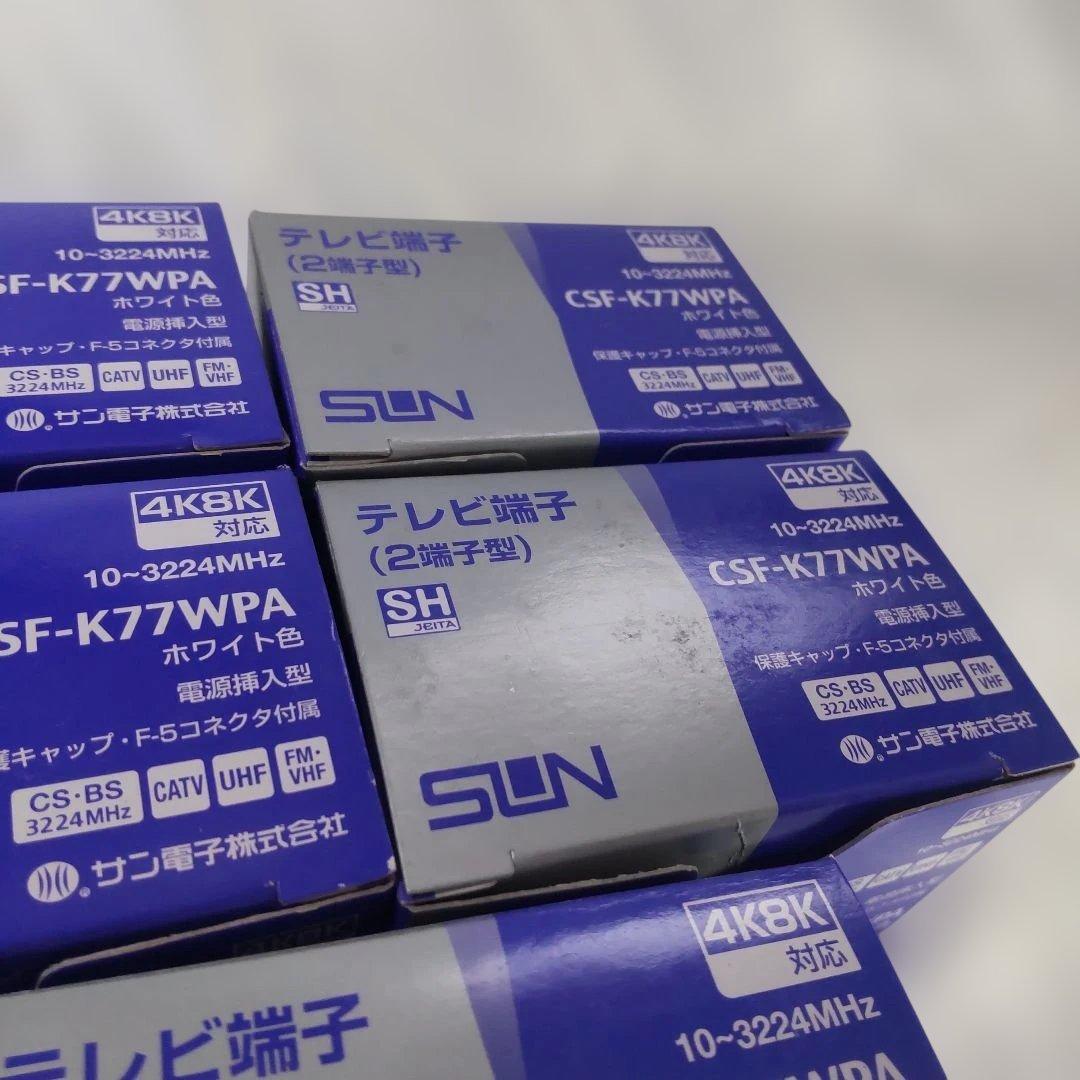 4K8K
対応
10~3224MHz
SF-K77WPA
ホワイト色
電源挿入型
キャップ・F-5コネクタ付属
CS・BS
3224MHz
CATV
UHF
FM・
VHF
サン電子株式会社
テレビ端子
(2端子型)
SH
JEITA
SUN
4K8K
対応
10~3224MHz
CSF-K77WPA
ホワイト色
電源挿入型
保護キャップ・F-5コネクタ付属
CS・BS
3224MHz
CATV
UHF
FM・
VHF
サン電子株式会社
4K8K
対応
10~3224MHz
SF-K77WPA
ホワイト色
電源挿入型
護キャップ・F-5コネクタ付属
CS・BS
3224MHz
CATV
UHF
FM・
VHF
サン電子株式会社
テレビ端子
(2端子型)
SH
JEITA
SUN
4K8K
対応
10~3224MHz
CSF-K77WPA
ホワイト色
電源挿入型
保護キャップ・F-5コネクタ付属
CS・BS
3224MHz
CATV
UHF
FM・
VHF
サン電子株式会社
4K8K
テレビ端子
4K8K
対応
10~3224MHz